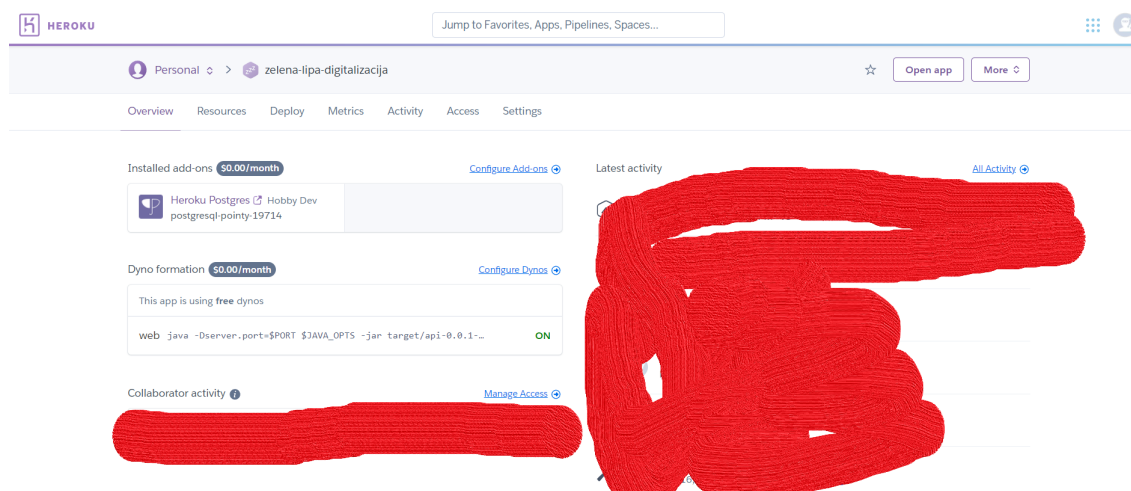 HEROKU
Jump to Favorites, Apps, Pipelines, Spaces...
Personal > zelena-lipa-digitalizacija
Open app
More
Overview Resources Deploy Metrics Activity Access Settings
Installed add-ons $0.00/month
Configure Add-ons
Heroku Postgres Hobby Dev
postgresql-pointy-19714
Dyno formation $0.00/month
Configure Dynos
This app is using free dynos
web java -Dserver.port=$PORT $JAVA_OPTS -jar target/api-0.0.1-…
ON
Collaborator activity
Manage Access
Latest activity
All Activity